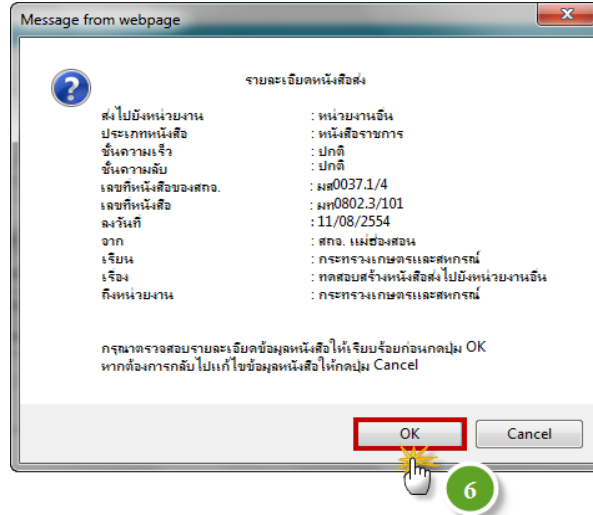 Message from webpage
รายละเอียดหนังสือส่ง
ส่งไปยังหน่วยงาน : หน่วยงานอื่น
ประเภทหนังสือ : หนังสือราชการ
ชั้นความเร็ว : ปกติ
ชั้นความลับ : ปกติ
เลขที่หนังสือของสถจ. : มส0037.1/4
เลขที่หนังสือ : มท0802.3/101
ลงวันที่ : 11/08/2554
จาก : สถจ. แม่ฮ่องสอน
เรียน : กระทรวงเกษตรและสหกรณ์
เรื่อง : ทดสอบสร้างหนังสือส่งไปยังหน่วยงานอื่น
ถึงหน่วยงาน : กระทรวงเกษตรและสหกรณ์
กรุณาตรวจสอบรายละเอียดข้อมูลหนังสือให้เรียบร้อยก่อนกดปุ่ม OK
หากต้องการกลับไปแก้ไขข้อมูลหนังสือให้กดปุ่ม Cancel
OK Cancel
6